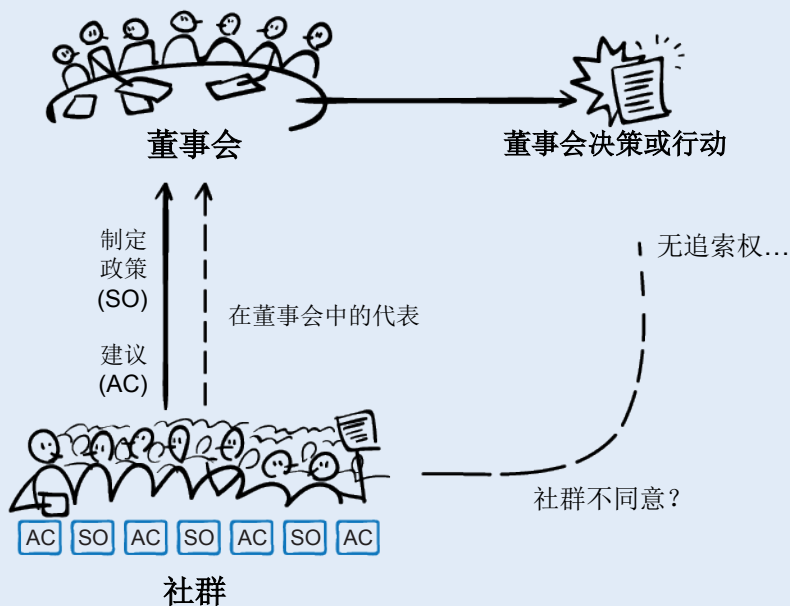 董事会
董事会决策或行动
制定
政策
(SO)
建议
(AC)
在董事会中的代表
无追索权...
社群不同意？
AC SO AC SO AC SO AC
社群